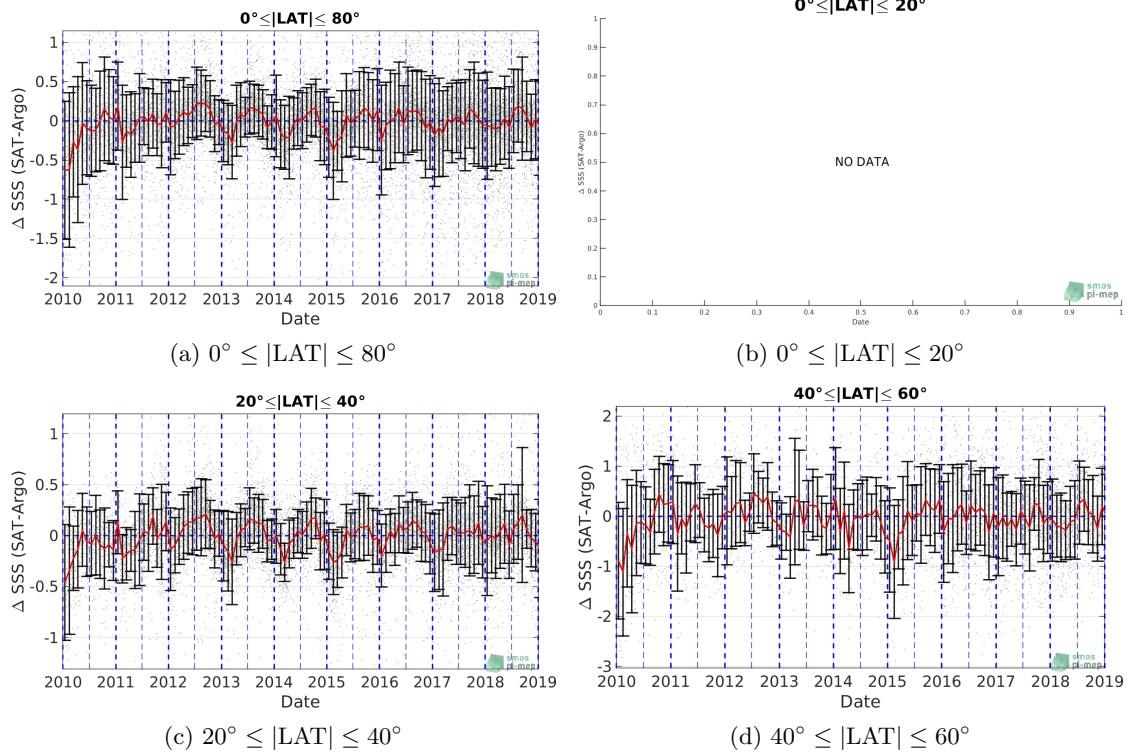 0°≤|LAT|≤ 80°
1
0.5
0
-0.5
-1
-1.5
-2
Δ SSS (SAT-Argo)
2010 2011 2012 2013 2014 2015 2016 2017 2018 2019
Date
smos
pi-mep
(a) 0° ≤ |LAT| ≤ 80°
0°≤|LAT|≤ 20°
1
0.9
0.8
0.7
0.6
0.5
0.4
0.3
0.2
0.1
0
Δ SSS (SAT-Argo)
NO DATA
0 0.1 0.2 0.3 0.4 0.5 0.6 0.7 0.8 0.9 1
Date
smos
pi-mep
(b) 0° ≤ |LAT| ≤ 20°
20°≤|LAT|≤ 40°
1
0.5
0
-0.5
-1
Δ SSS (SAT-Argo)
2010 2011 2012 2013 2014 2015 2016 2017 2018 2019
Date
smos
pi-mep
(c) 20° ≤ |LAT| ≤ 40°
40°≤|LAT|≤ 60°
2
1
0
-1
-2
-3
Δ SSS (SAT-Argo)
2010 2011 2012 2013 2014 2015 2016 2017 2018 2019
Date
smos
pi-mep
(d) 40° ≤ |LAT| ≤ 60°